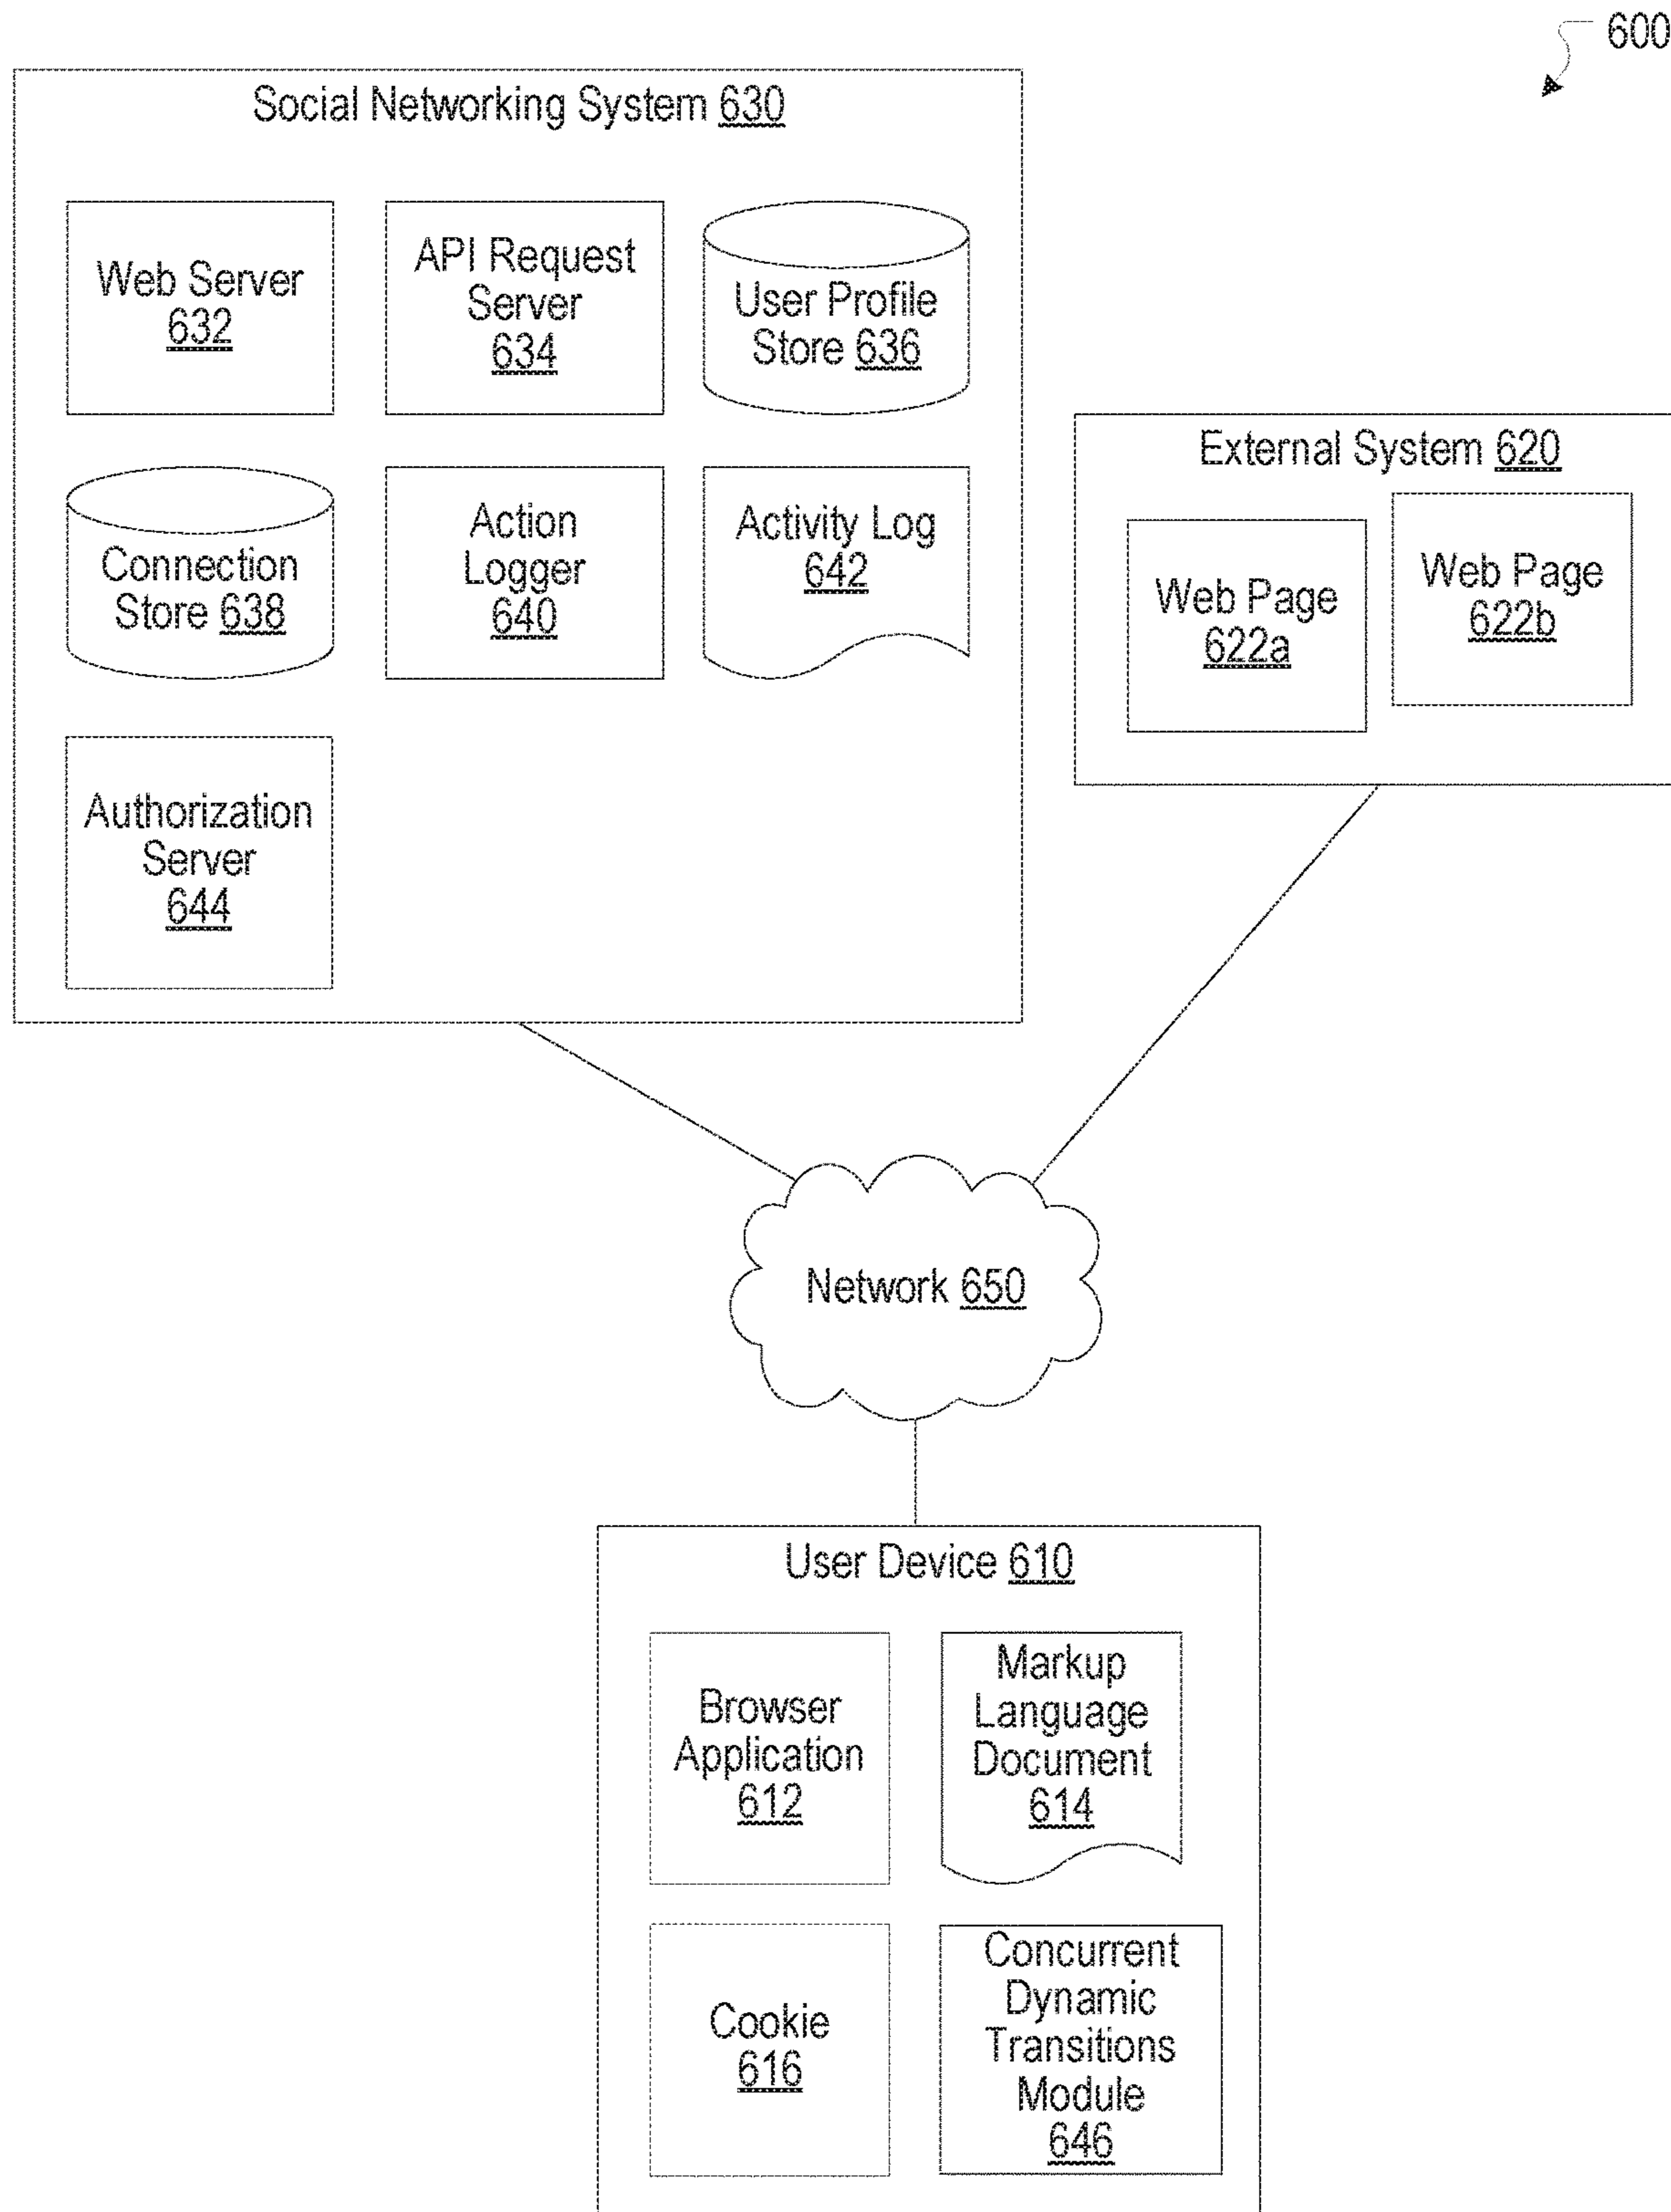 600
Social Networking System 630
Web Server
632
API Request
Server
634
User Profile
Store 636
Connection
Store 638
Action
Logger
640
Activity Log
642
Authorization
Server
644
External System 620
Web Page
622a
Web Page
622b
Network 650
User Device 610
Browser
Application
612
Markup
Language
Document
614
Cookie
616
Concurrent
Dynamic
Transitions
Module
646